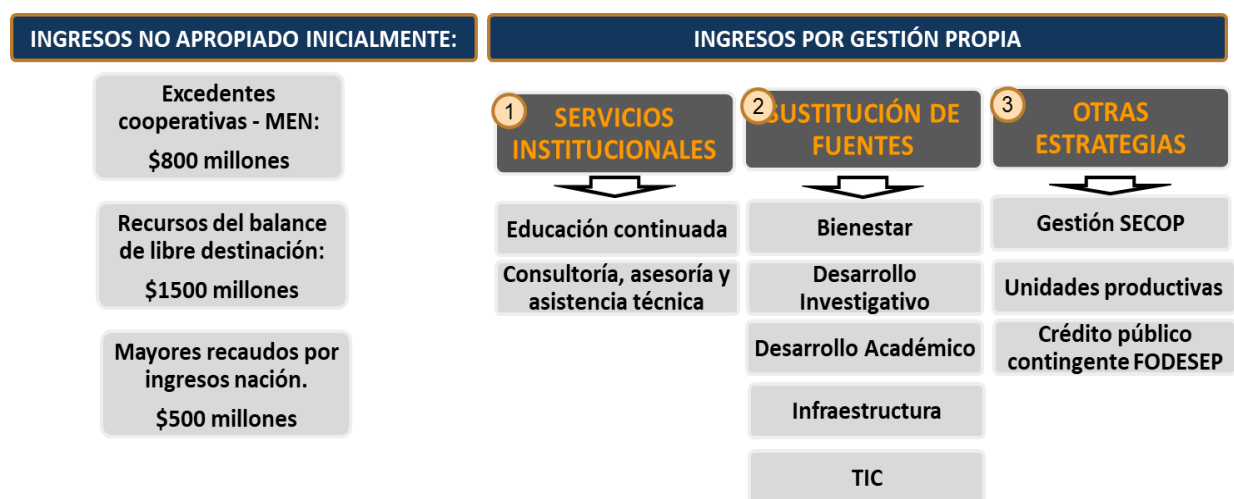 INGRESOS NO APROPIADO INICIALMENTE:
Excedentes
cooperativas - MEN:
$800 millones
Recursos del balance
de libre destinación:
$1500 millones
Mayores recaudos por
ingresos nación.
$500 millones
INGRESOS POR GESTIÓN PROPIA
1
SERVICIOS
INSTITUCIONALES
Educación continuada
Consultoría, asesoría y
asistencia técnica
2
SUSTITUCIÓN DE
FUENTES
Bienestar
Desarrollo
Investigativo
Desarrollo Académico
Infraestructura
TIC
3
OTRAS
ESTRATEGIAS
Gestión SECOP
Unidades productivas
Crédito público
contingente FODESEP